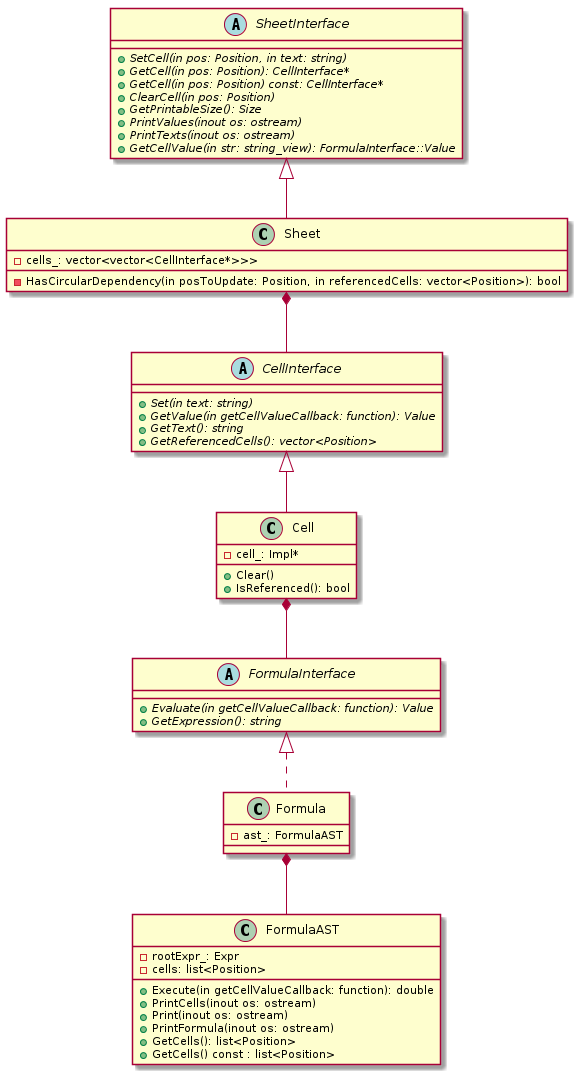 A SheetInterface
SetCell(in pos: Position, in text: string)
GetCell(in pos: Position): CellInterface*
GetCell(in pos: Position) const: CellInterface*
ClearCell(in pos: Position)
GetPrintableSize(): Size
PrintValues(inout os: ostream)
PrintTexts(inout os: ostream)
GetCellValue(in str: string_view): FormulaInterface::Value
C Sheet
cells_: vector<vector<CellInterface*>>>
HasCircularDependency(in posToUpdate: Position, in referencedCells: vector<Position>): bool
A CellInterface
Set(in text: string)
GetValue(in getCellValueCallback: function): Value
GetText(): string
GetReferencedCells(): vector<Position>
C Cell
cell_: Impl*
Clear()
IsReferenced(): bool
A FormulaInterface
Evaluate(in getCellValueCallback: function): Value
GetExpression(): string
C Formula
ast_: FormulaAST
C FormulaAST
rootExpr_: Expr
cells: list<Position>
Execute(in getCellValueCallback: function): double
PrintCells(inout os: ostream)
Print(inout os: ostream)
PrintFormula(inout os: ostream)
GetCells(): list<Position>
GetCells() const : list<Position>